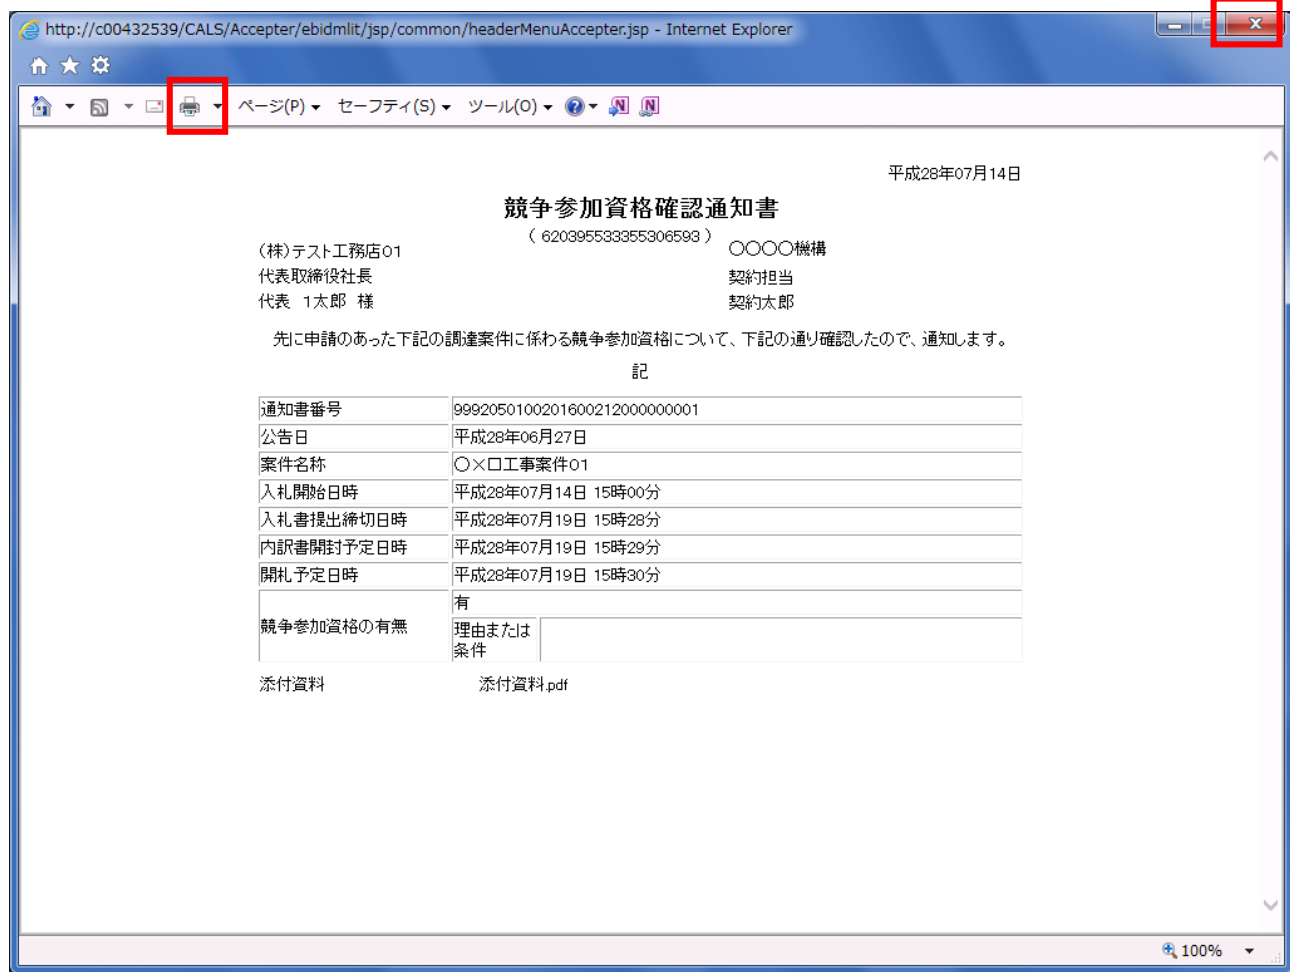 http://c00432539/CALS/Accepter/ebidmlit/jsp/common/headerMenuAccepter.jsp - Internet Explorer
ページ(P) セーフティ(S) ツール(O)
平成28年07月14日
競争参加資格確認通知書
( 620395533355306593 )
(株)テスト工務店01
〇〇〇〇機構
代表取締役社長
契約担当
代表 1太郎 様
契約太郎
先に申請のあった下記の調達案件に係わる競争参加資格について、下記の通り確認したので、通知します。
記
通知書番号 9992050100201600212000000001
公告日 平成28年06月27日
案件名称 〇×口工事案件01
入札開始日時 平成28年07月14日 15時00分
入札書提出締切日時 平成28年07月19日 15時28分
内訳書開封予定日時 平成28年07月19日 15時29分
開札予定日時 平成28年07月19日 15時30分
競争参加資格の有無 有
理由または
条件
添付資料 添付資料.pdf
100%